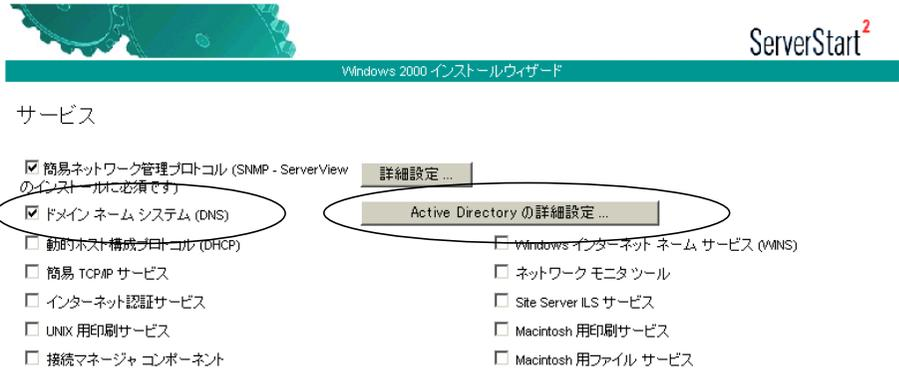 ServerStart2
Windows 2000 インストールウィザード
サービス
簡易ネットワーク管理プロトコル (SNMP - ServerView
のインストールに必須です)
詳細設定 ...
ドメイン ネーム システム (DNS)
Active Directory の詳細設定 ...
動的ホスト構成プロトコル (DHCP)
Windows インターネット ネーム サービス (WINS)
簡易 TCP/IP サービス
ネットワーク モニタ ツール
インターネット認証サービス
Site Server ILS サービス
UNIX 用印刷サービス
Macintosh 用印刷サービス
接続マネージャ コンポーネント
Macintosh 用ファイル サービス